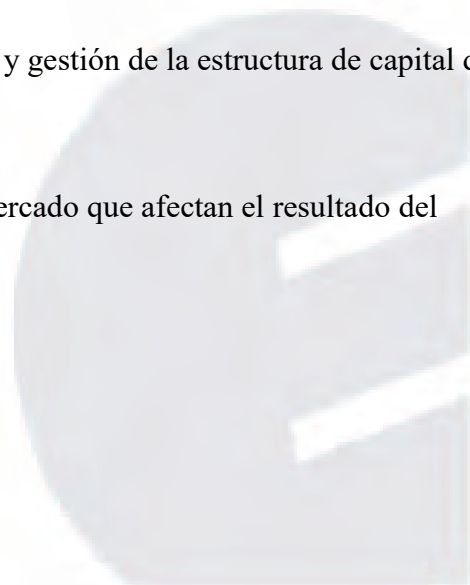 y gestión de la estructura de capital
ercado que afectan el resultado del